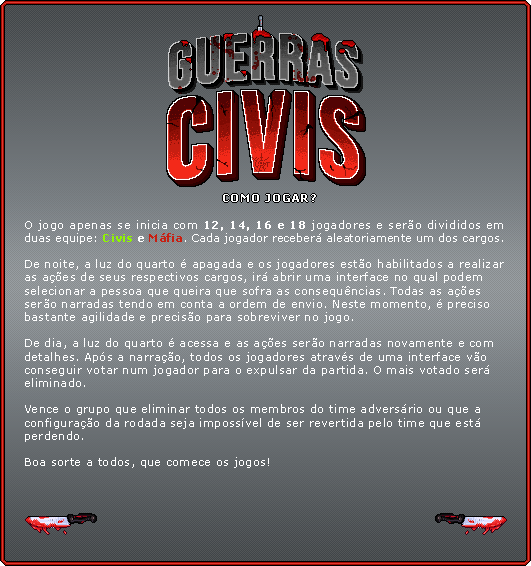 GUERRAS
CIVIS
COMO JOGAR?
O jogo apenas se inicia com 12, 14, 16 e 18 jogadores e serão divididos em
duas equipe: Civis e Máfia. Cada jogador receberá aleatoriamente um dos cargos.
De noite, a luz do quarto é apagada e os jogadores estão habilitados a realizar
as ações de seus respectivos cargos, irá abrir uma interface no qual podem
selecionar a pessoa que queira que sofra as consequências. Todas as ações
serão narradas tendo em conta a ordem de envio. Neste momento, é preciso
bastante agilidade e precisão para sobreviver no jogo.
De dia, a luz do quarto é acessa e as ações serão narradas novamente e com
detalhes. Após a narração, todos os jogadores através de uma interface vão
conseguir votar num jogador para o expulsar da partida. O mais votado será
eliminado.
Vence o grupo que eliminar todos os membros do time adversário ou que a
configuração da rodada seja impossível de ser revertida pelo time que está
perdendo.
Boa sorte a todos, que comece os jogos!